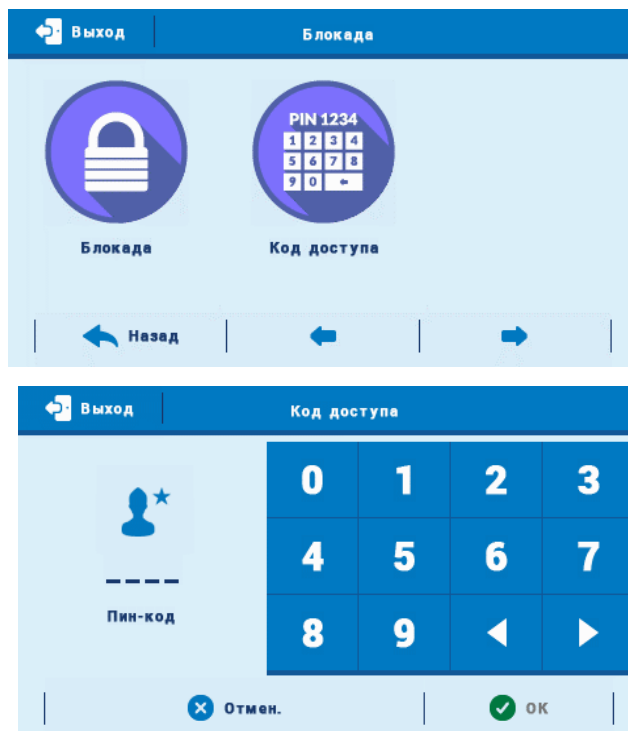 Выход Блокада
PIN 1234
1 2 3 4
5 6 7 8
9 0
Блокада Код доступа
Назад
Выход Код доступа
0 1 2 3
4 5 6 7
Пин-код
8 9
Отмен. ОК